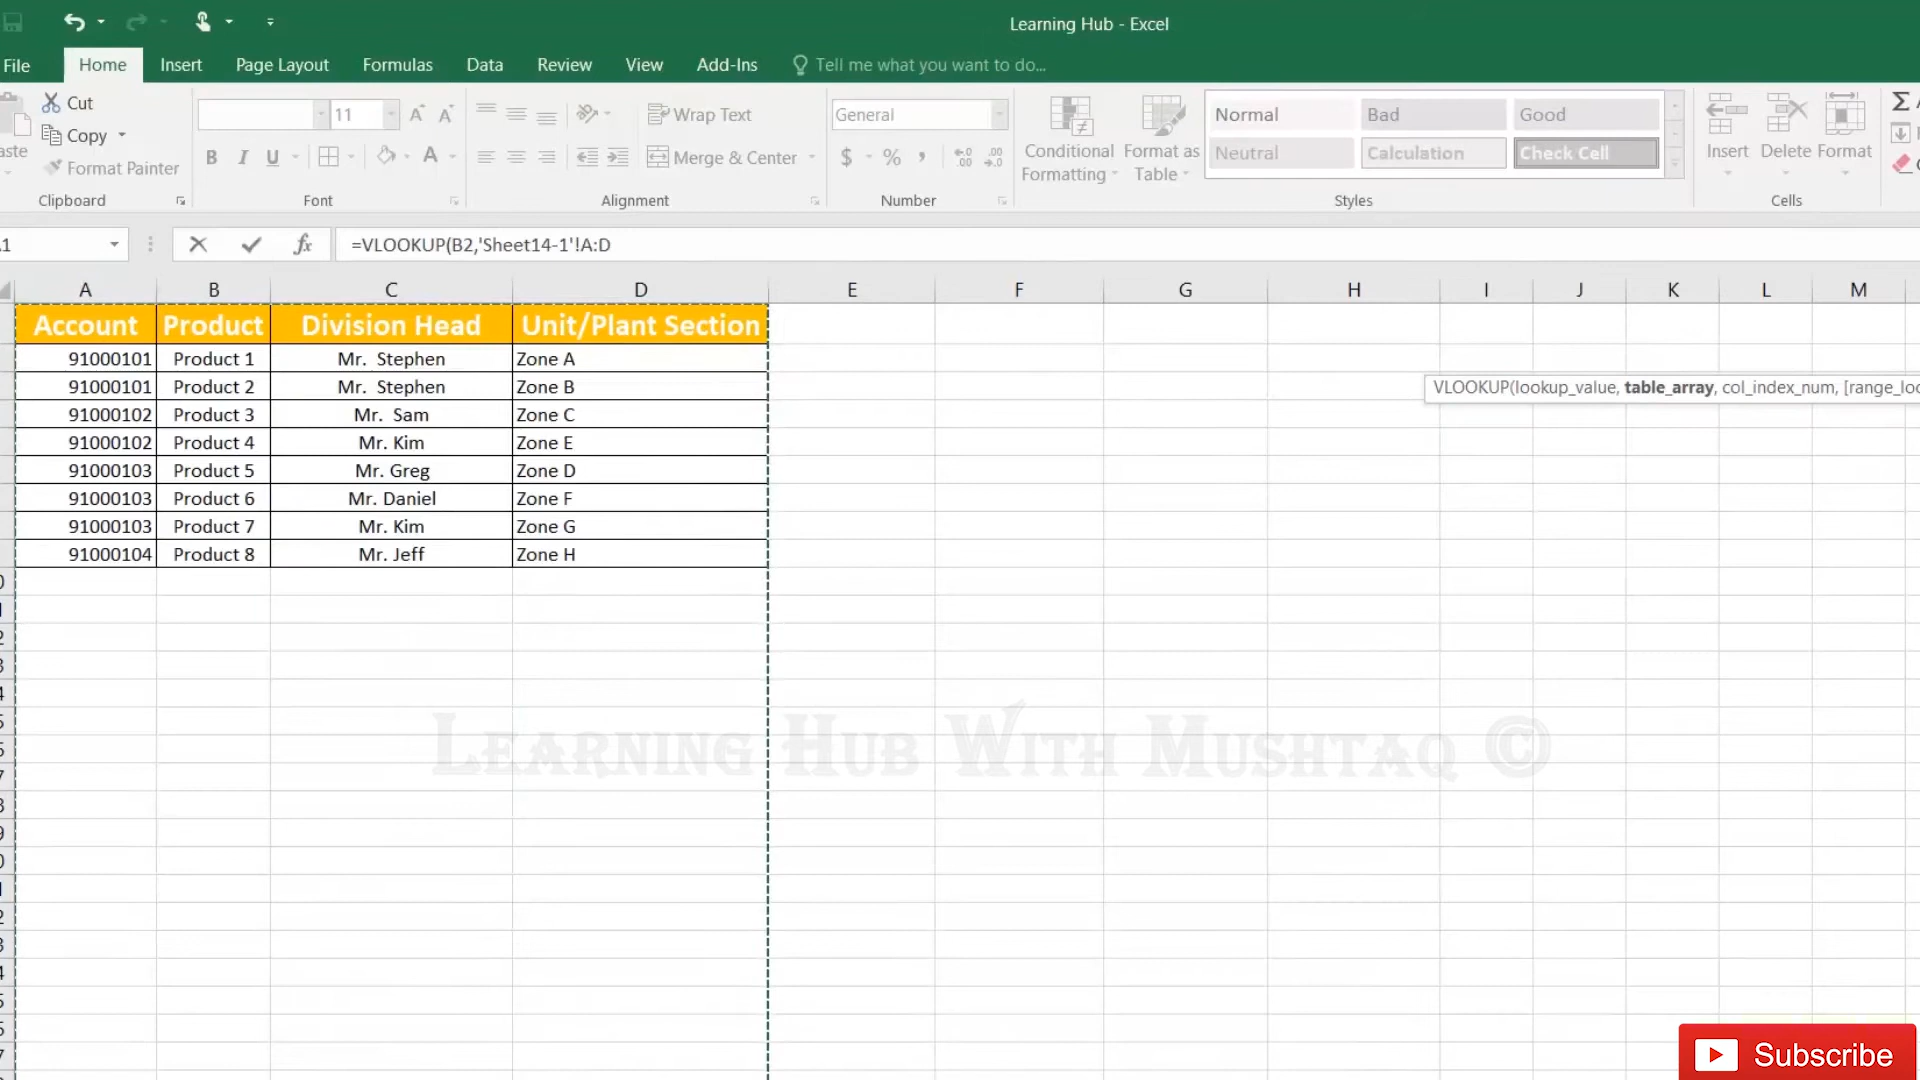 Learning Hub - Excel
File Home Insert Page Layout Formulas Data Review View Add-Ins Tell me what you want to do...
Cut
Copy
Format Painter
Clipboard
11
B I U A
Font
Wrap Text
Merge & Center
Alignment
General
$ % ,
Number
Conditional Formatting
Format as Table
Normal Bad Good
Neutral Calculation Check Cell
Styles
Insert Delete Format
Cells
=VLOOKUP(B2,'Sheet14-1'!A:D
A B C D E F G H I J K L M
Account Product Division Head Unit/Plant Section
91000101 Product 1 Mr. Stephen Zone A
91000101 Product 2 Mr. Stephen Zone B
VLOOKUP(lookup_value, table_array, col_index_num, [range_loo
91000102 Product 3 Mr. Sam Zone C
91000102 Product 4 Mr. Kim Zone E
91000103 Product 5 Mr. Greg Zone D
91000103 Product 6 Mr. Daniel Zone F
91000103 Product 7 Mr. Kim Zone G
91000104 Product 8 Mr. Jeff Zone H
Learning Hub With Mushtaq ©
Subscribe